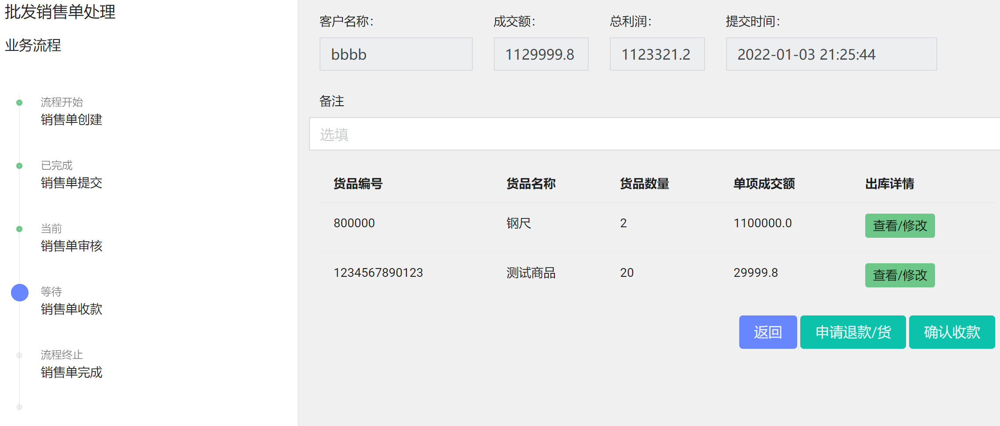 批发销售单处理
业务流程
流程开始
销售单创建
已完成
销售单提交
当前
销售单审核
等待
销售单收款
流程终止
销售单完成
客户名称: 成交额: 总利润: 提交时间:
bbbb 1129999.8 1123321.2 2022-01-03 21:25:44
备注
选填
货品编号 货品名称 货品数量 单项成交额 出库详情
800000 钢尺 2 1100000.0 查看/修改
1234567890123 测试商品 20 29999.8 查看/修改
返回 申请退款/货 确认收款